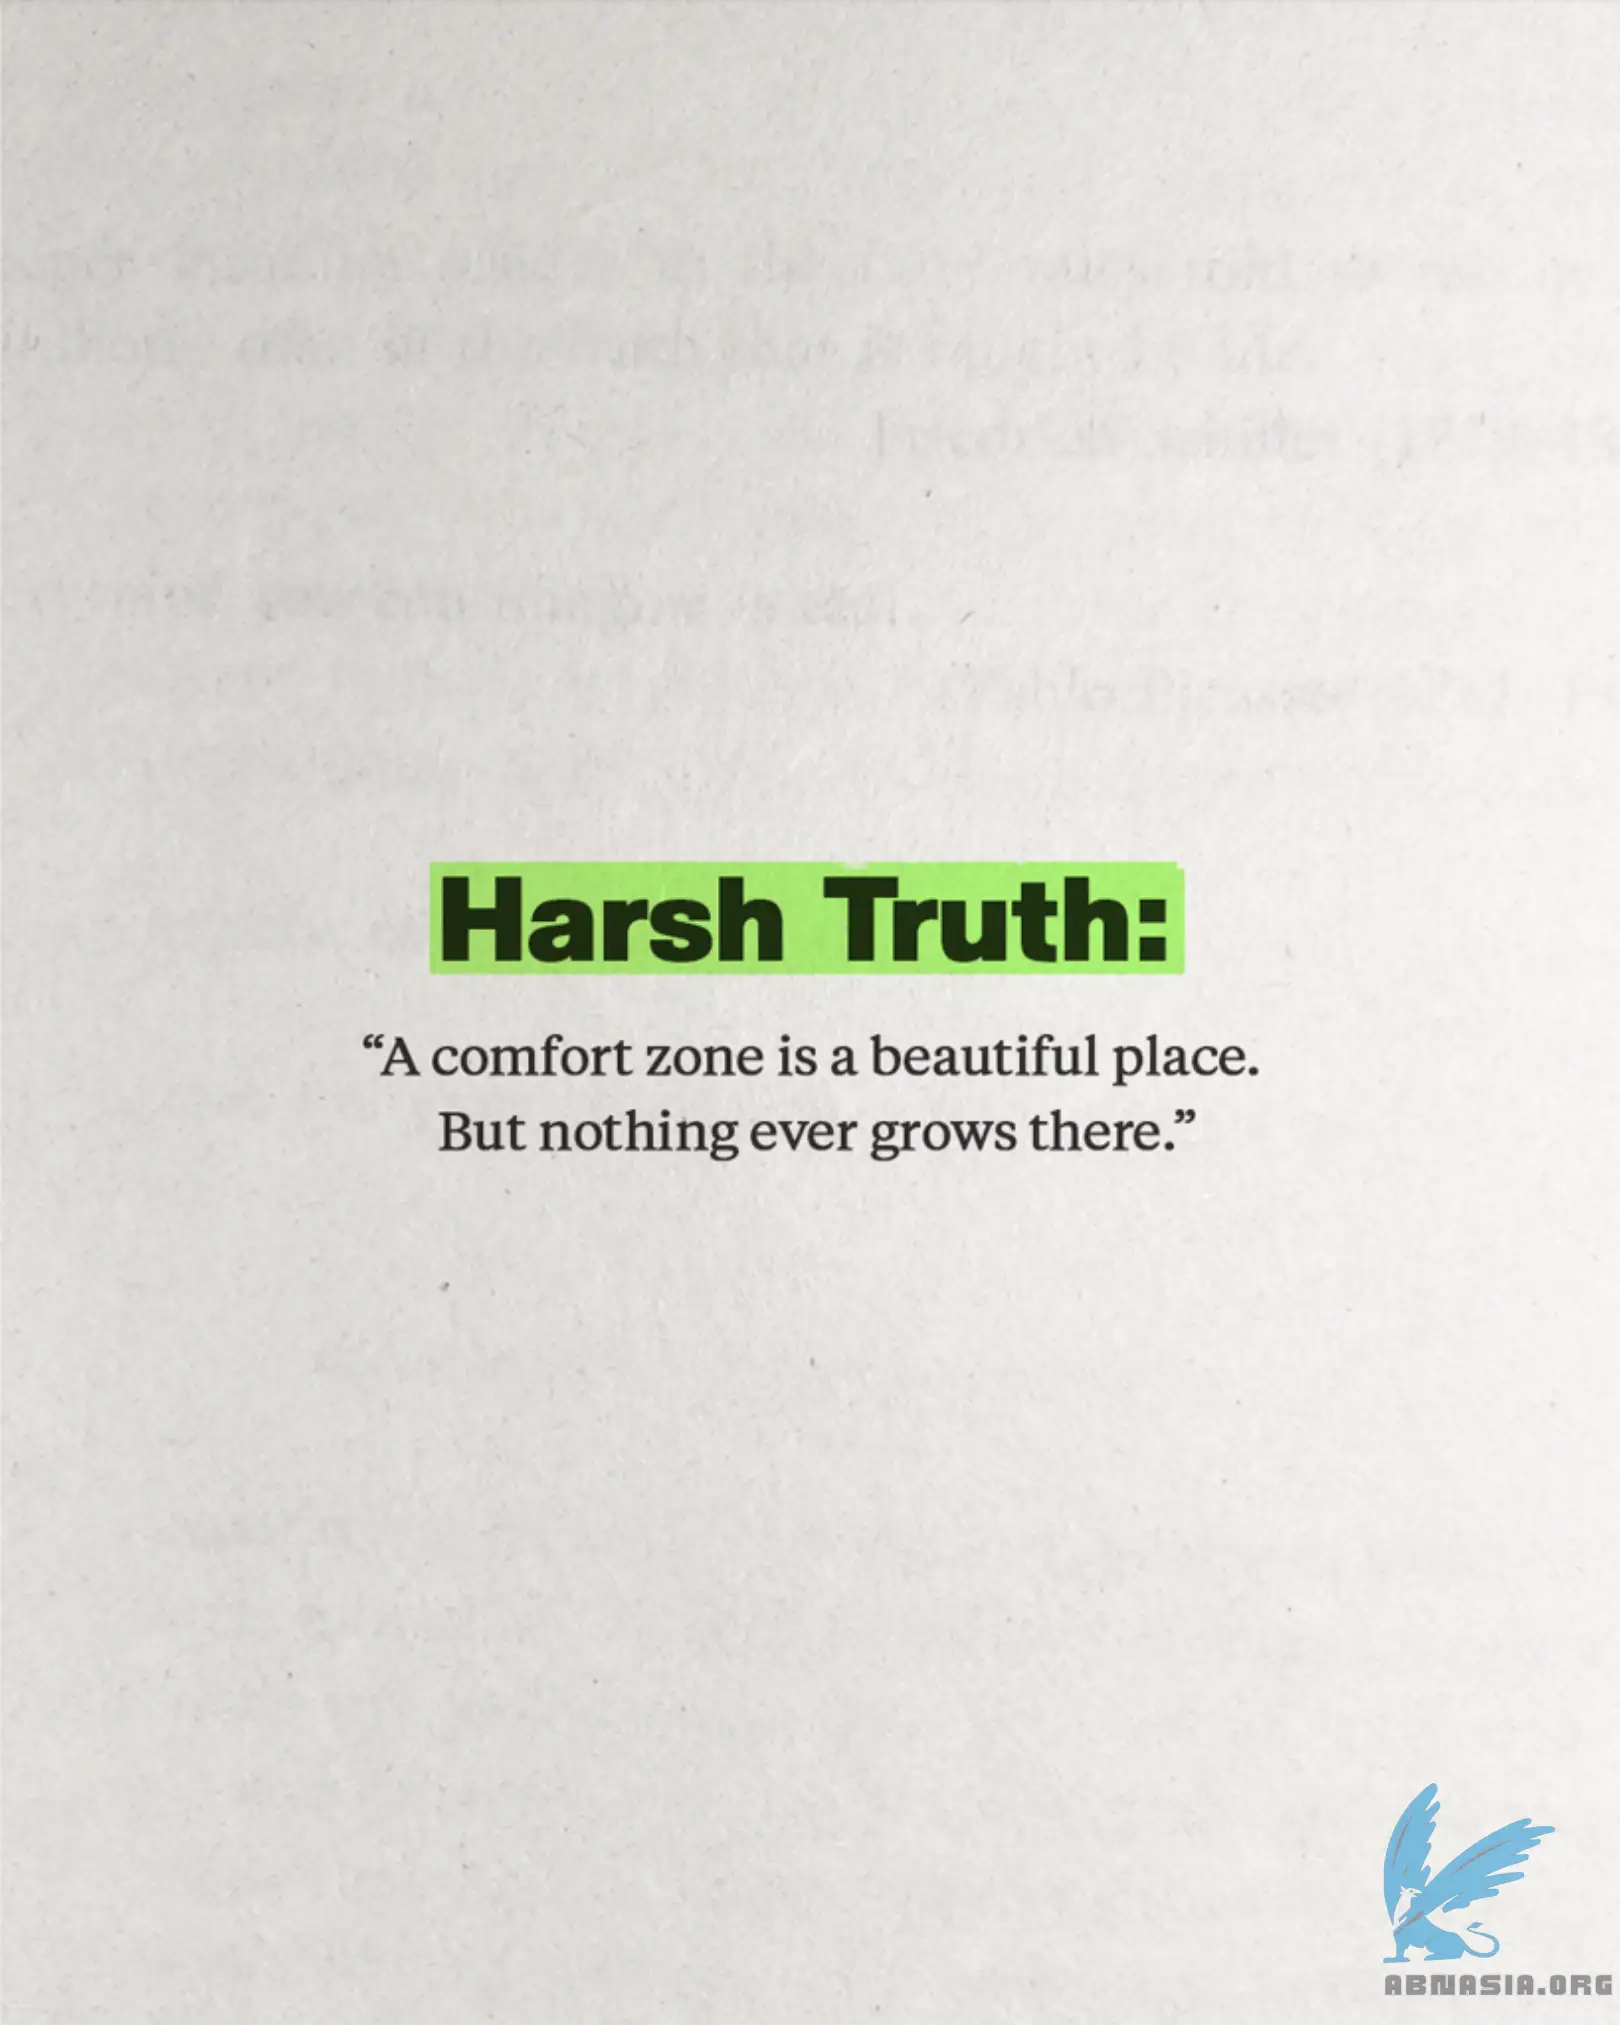 Harsh Truth:
“A comfort zone is a beautiful place.
But nothing ever grows there.”
ABNASIA.ORG